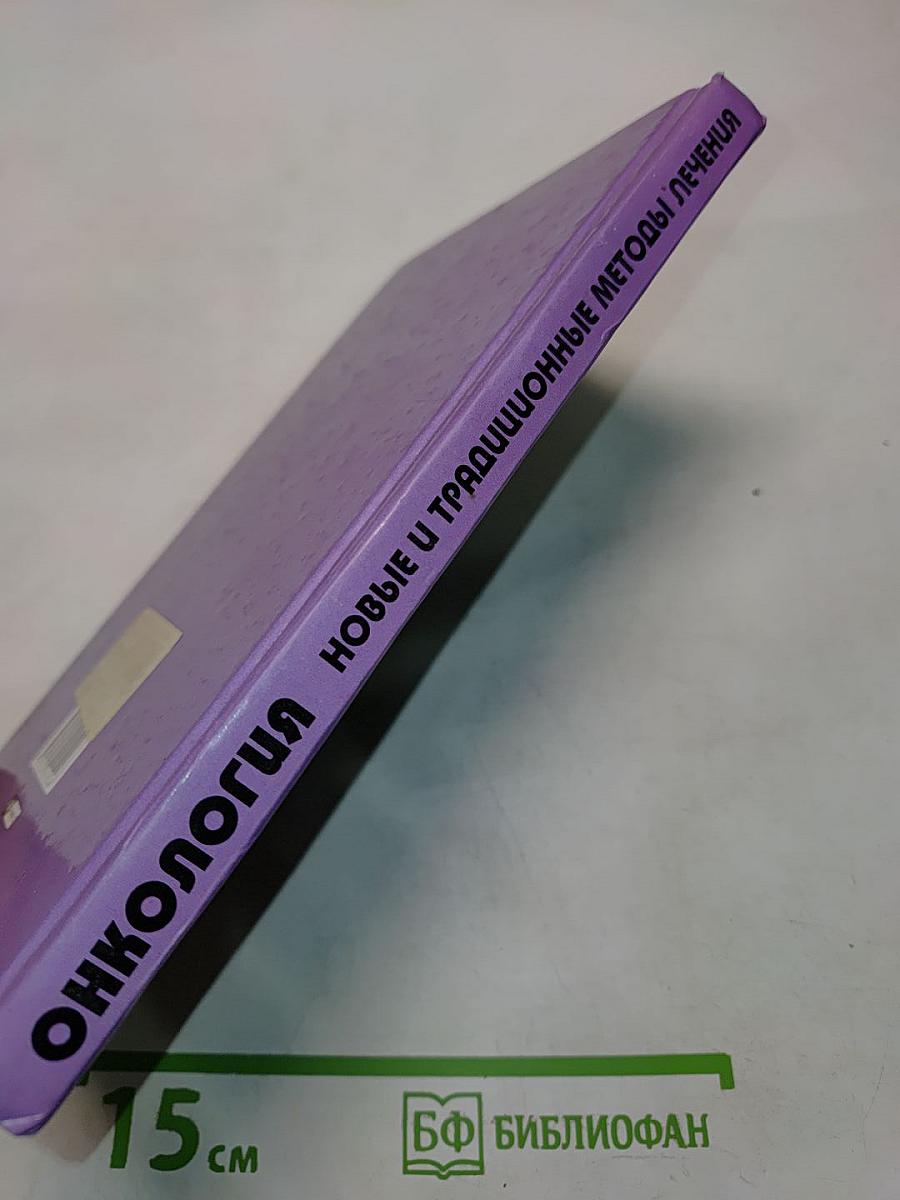 ОНКОЛОГИЯ НОВЫЕ И ТРАДИЦИОННЫЕ МЕТОДЫ ЛЕЧЕНИЯ
15 см
БФ БИБЛИОФАН